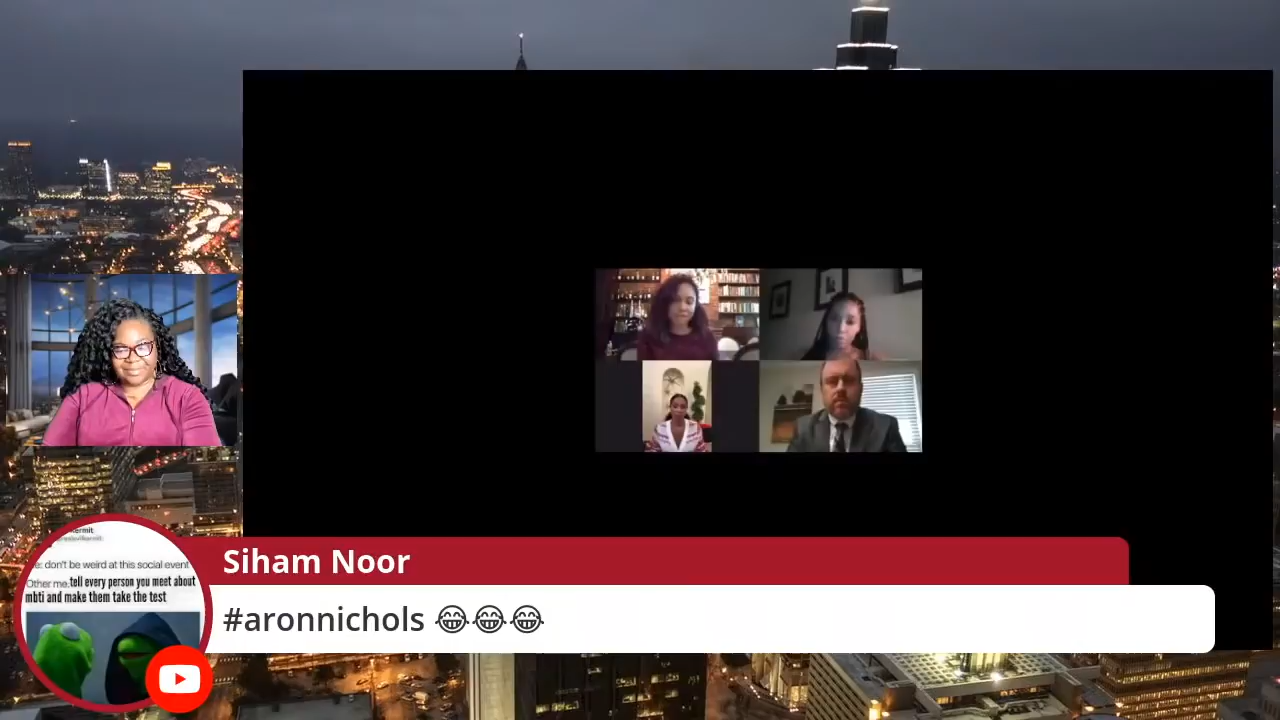 Siham Noor
#aronnichols 😂😂😂
: don't be weird at this social event
Other me:tell every person you meet about
mbti and make them take the test